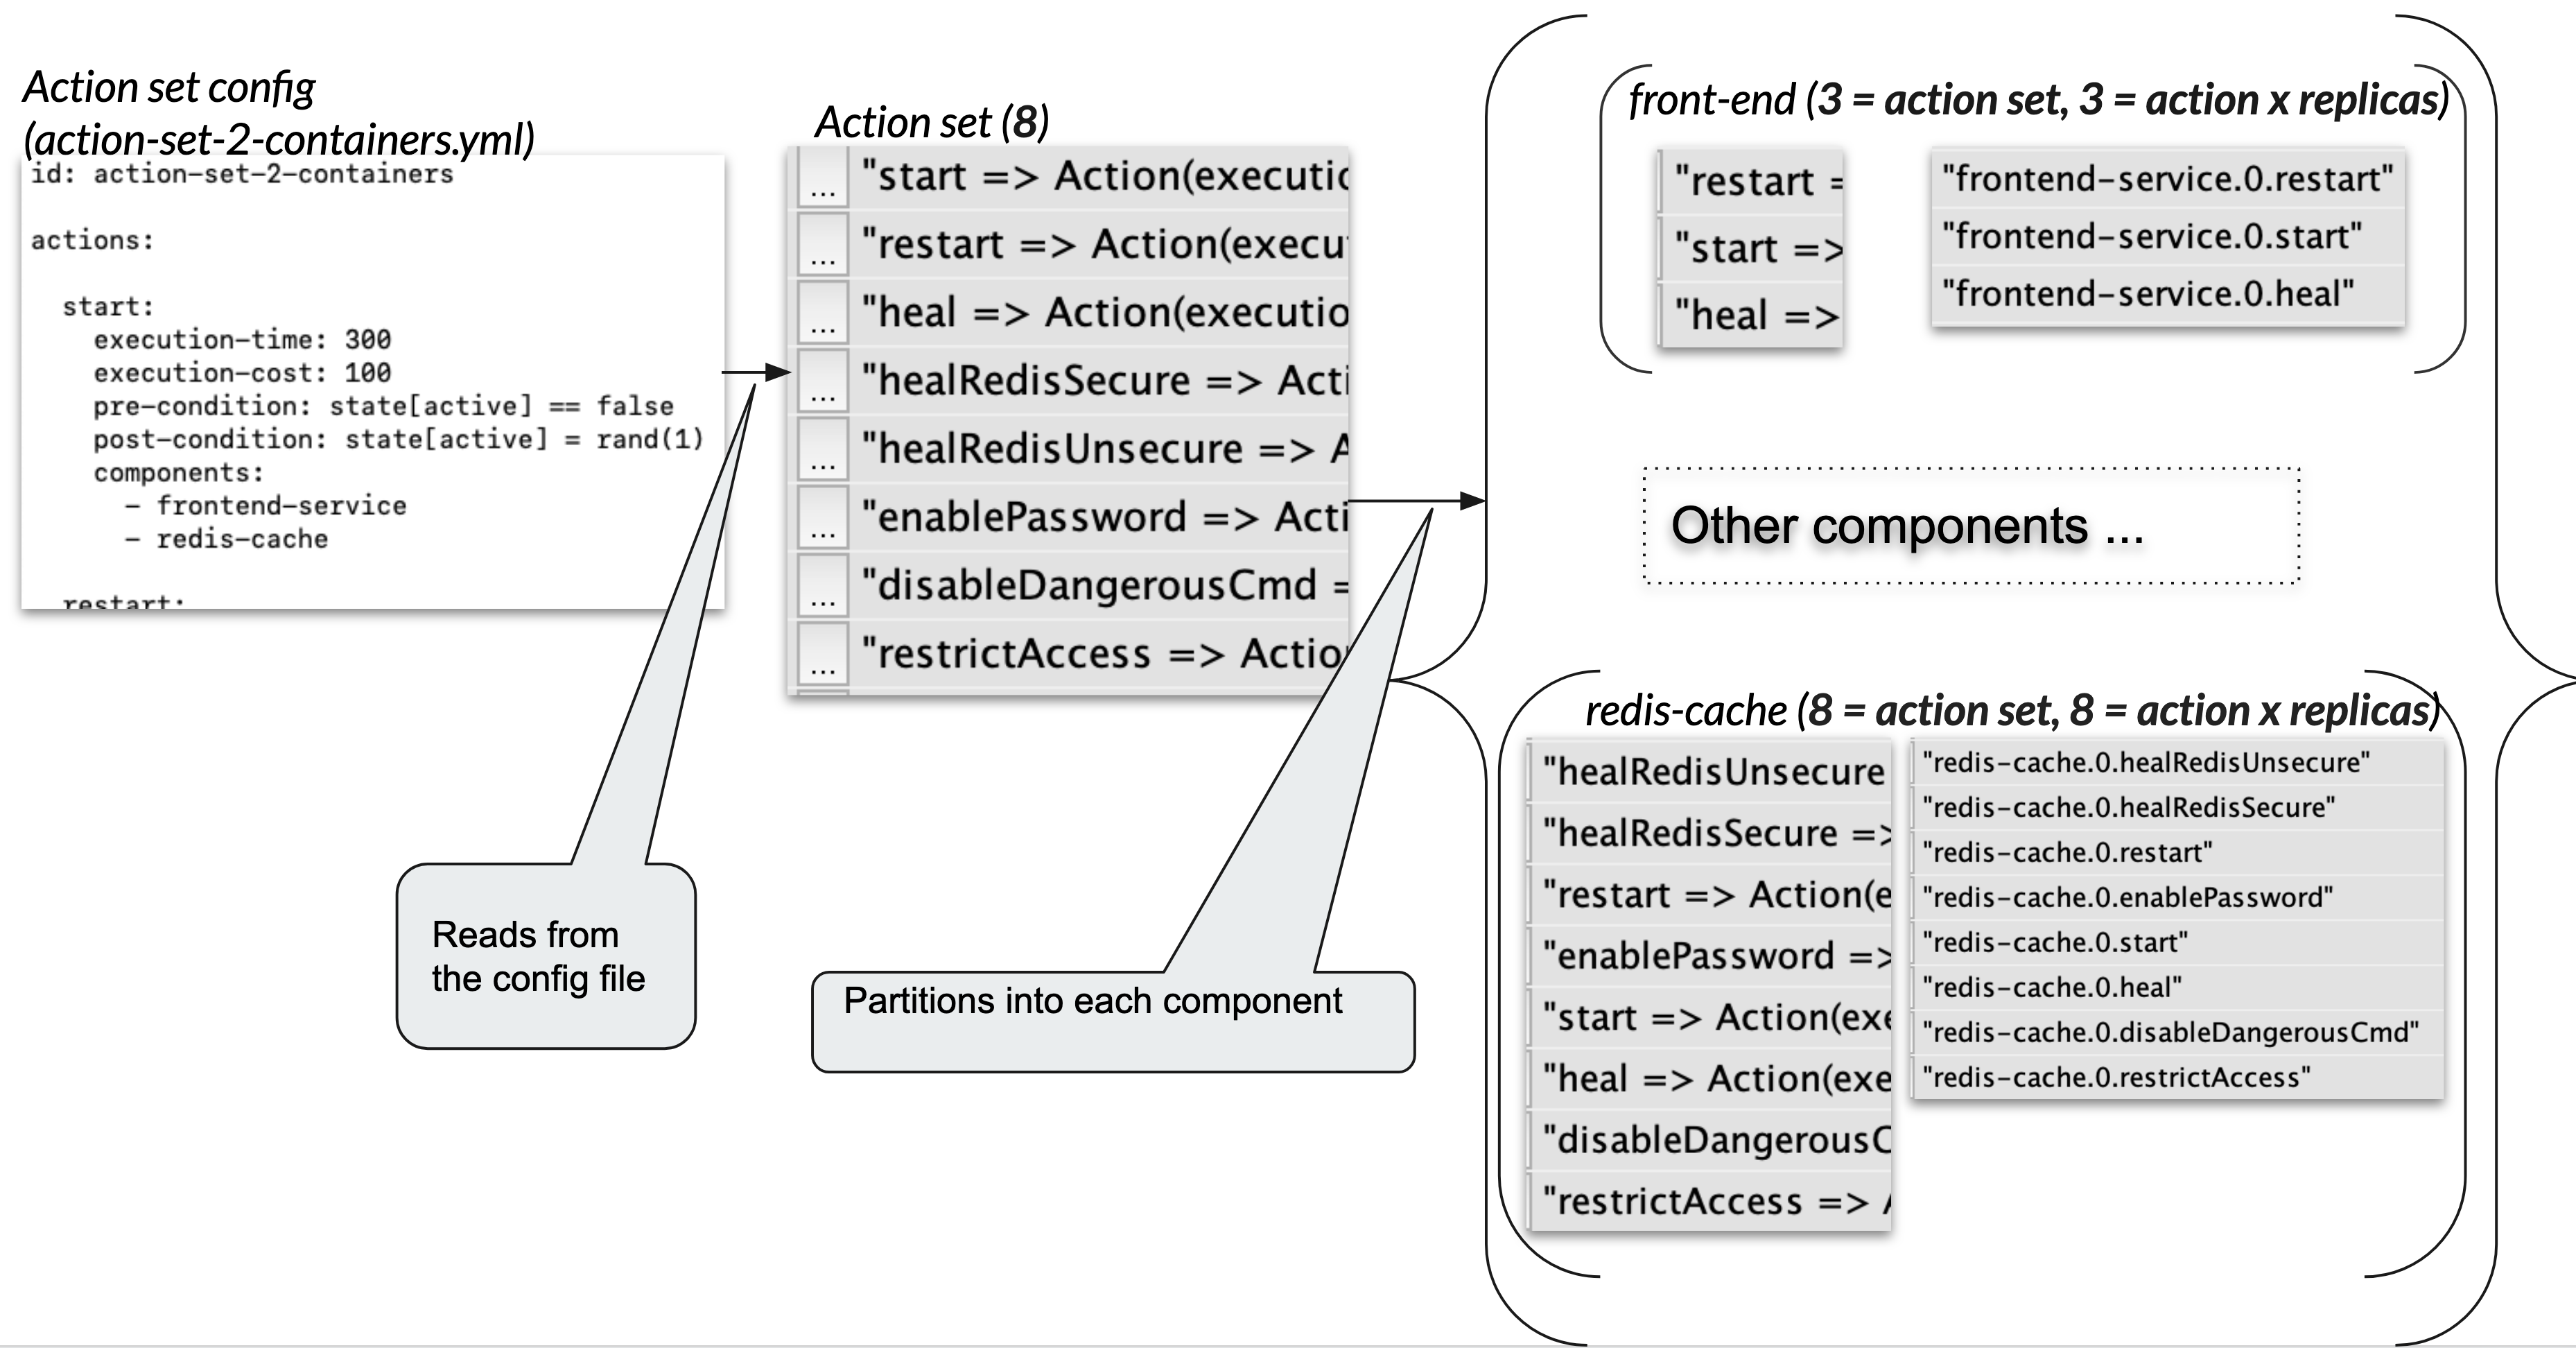 Action set config
(action-set-2-containers.yml)
id: action-set-2-containers
actions:
start:
execution-time: 300
execution-cost: 100
pre-condition: state[active] == false
post-condition: state[active] = rand(1)
components:
– frontend-service
– redis-cache
restart:
Reads from
the config file
Action set (8)
... "start => Action(executic
... "restart => Action(execu
... "heal => Action(executio
... "healRedisSecure => Acti
... "healRedisUnsecure => A
... "enablePassword => Acti
... "disableDangerousCmd =
... "restrictAccess => Actio
Partitions into each component
front-end (3 = action set, 3 = action x replicas)
"restart =
"start =>
"heal =>
"frontend-service.0.restart"
"frontend-service.0.start"
"frontend-service.0.heal"
Other components ...
redis-cache (8 = action set, 8 = action x replicas)
"healRedisUnsecure
"healRedisSecure =>
"restart => Action(e
"enablePassword =>
"start => Action(exe
"heal => Action(exe
"disableDangerousC
"restrictAccess =>
"redis-cache.0.healRedisUnsecure"
"redis-cache.0.healRedisSecure"
"redis-cache.0.restart"
"redis-cache.0.enablePassword"
"redis-cache.0.start"
"redis-cache.0.heal"
"redis-cache.0.disableDangerousCmd"
"redis-cache.0.restrictAccess"